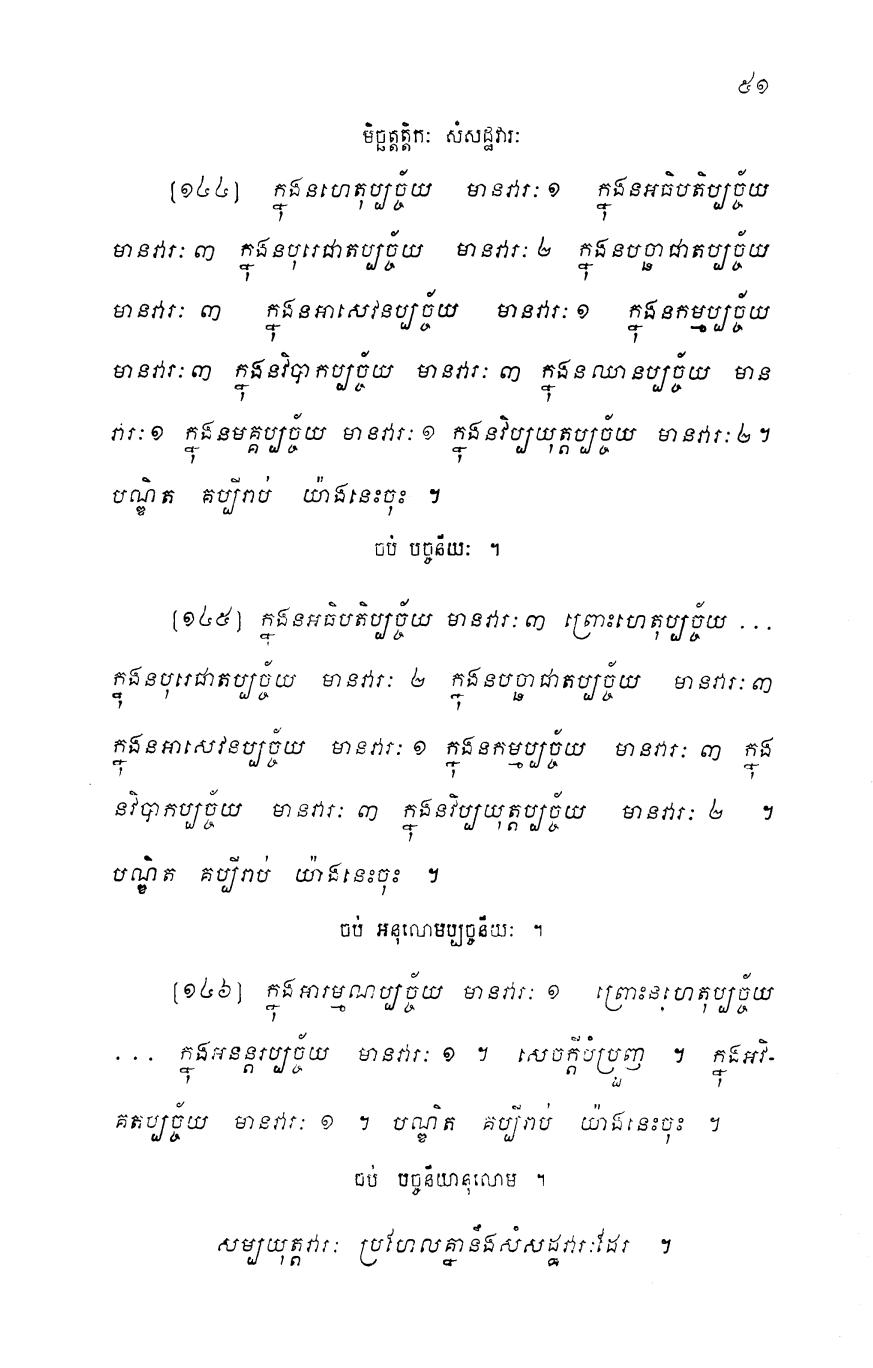 ៥១
មិច្ឆត្តត្តិកៈ សំសដ្ឋវារៈ
[១៤៤] ក្នុងនហេតុប្បច្ច័យ មានវារៈ ១ ក្នុងនអធិបតិប្បច្ច័យ
មានវារៈ ៣ ក្នុងនបុរេជាតប្បច្ច័យ មានវារៈ ២ ក្នុងនបច្ឆាជាតប្បច្ច័យ
មានវារៈ ៣ ក្នុងនអាសេវនប្បច្ច័យ មានវារៈ ១ ក្នុងនកម្មប្បច្ច័យ
មានវារៈ ៣ ក្នុងនវិបាកប្បច្ច័យ មានវារៈ ៣ ក្នុងនឈានប្បច្ច័យ មាន
វារៈ ១ ក្នុងនមគ្គប្បច្ច័យ មានវារៈ ១ ក្នុងនវិប្បយុត្តប្បច្ច័យ មានវារៈ ២ ។
បណ្ឌិត គប្បីរាប់ យ៉ាងនេះចុះ ។
ចប់ បច្ចនីយៈ ។
[១៤៥] ក្នុងនអធិបតិប្បច្ច័យ មានវារៈ ៣ ព្រោះហេតុប្បច្ច័យ ...
ក្នុងនបុរេជាតប្បច្ច័យ មានវារៈ ២ ក្នុងនបច្ឆាជាតប្បច្ច័យ មានវារៈ ៣
ក្នុងនអាសេវនប្បច្ច័យ មានវារៈ ១ ក្នុងនកម្មប្បច្ច័យ មានវារៈ ៣ ក្នុង
នវិបាកប្បច្ច័យ មានវារៈ ៣ ក្នុងនវិប្បយុត្តប្បច្ច័យ មានវារៈ ២ ។
បណ្ឌិត គប្បីរាប់ យ៉ាងនេះចុះ ។
ចប់ អនុលោមប្បច្ចនីយៈ ។
[១៤៦] ក្នុងអារម្មណប្បច្ច័យ មានវារៈ ១ ព្រោះនហេតុប្បច្ច័យ
... ក្នុងអនន្តរប្បច្ច័យ មានវារៈ ១ ។ សេចក្តីបំប្រួញ ។ ក្នុងអវិ-
គតប្បច្ច័យ មានវារៈ ១ ។ បណ្ឌិត គប្បីរាប់ យ៉ាងនេះចុះ ។
ចប់ បច្ចនីយានុលោម ។
សម្បយុត្តវារៈ ប្រហែលគ្នានឹងសំសដ្ឋវារៈដែរ ។